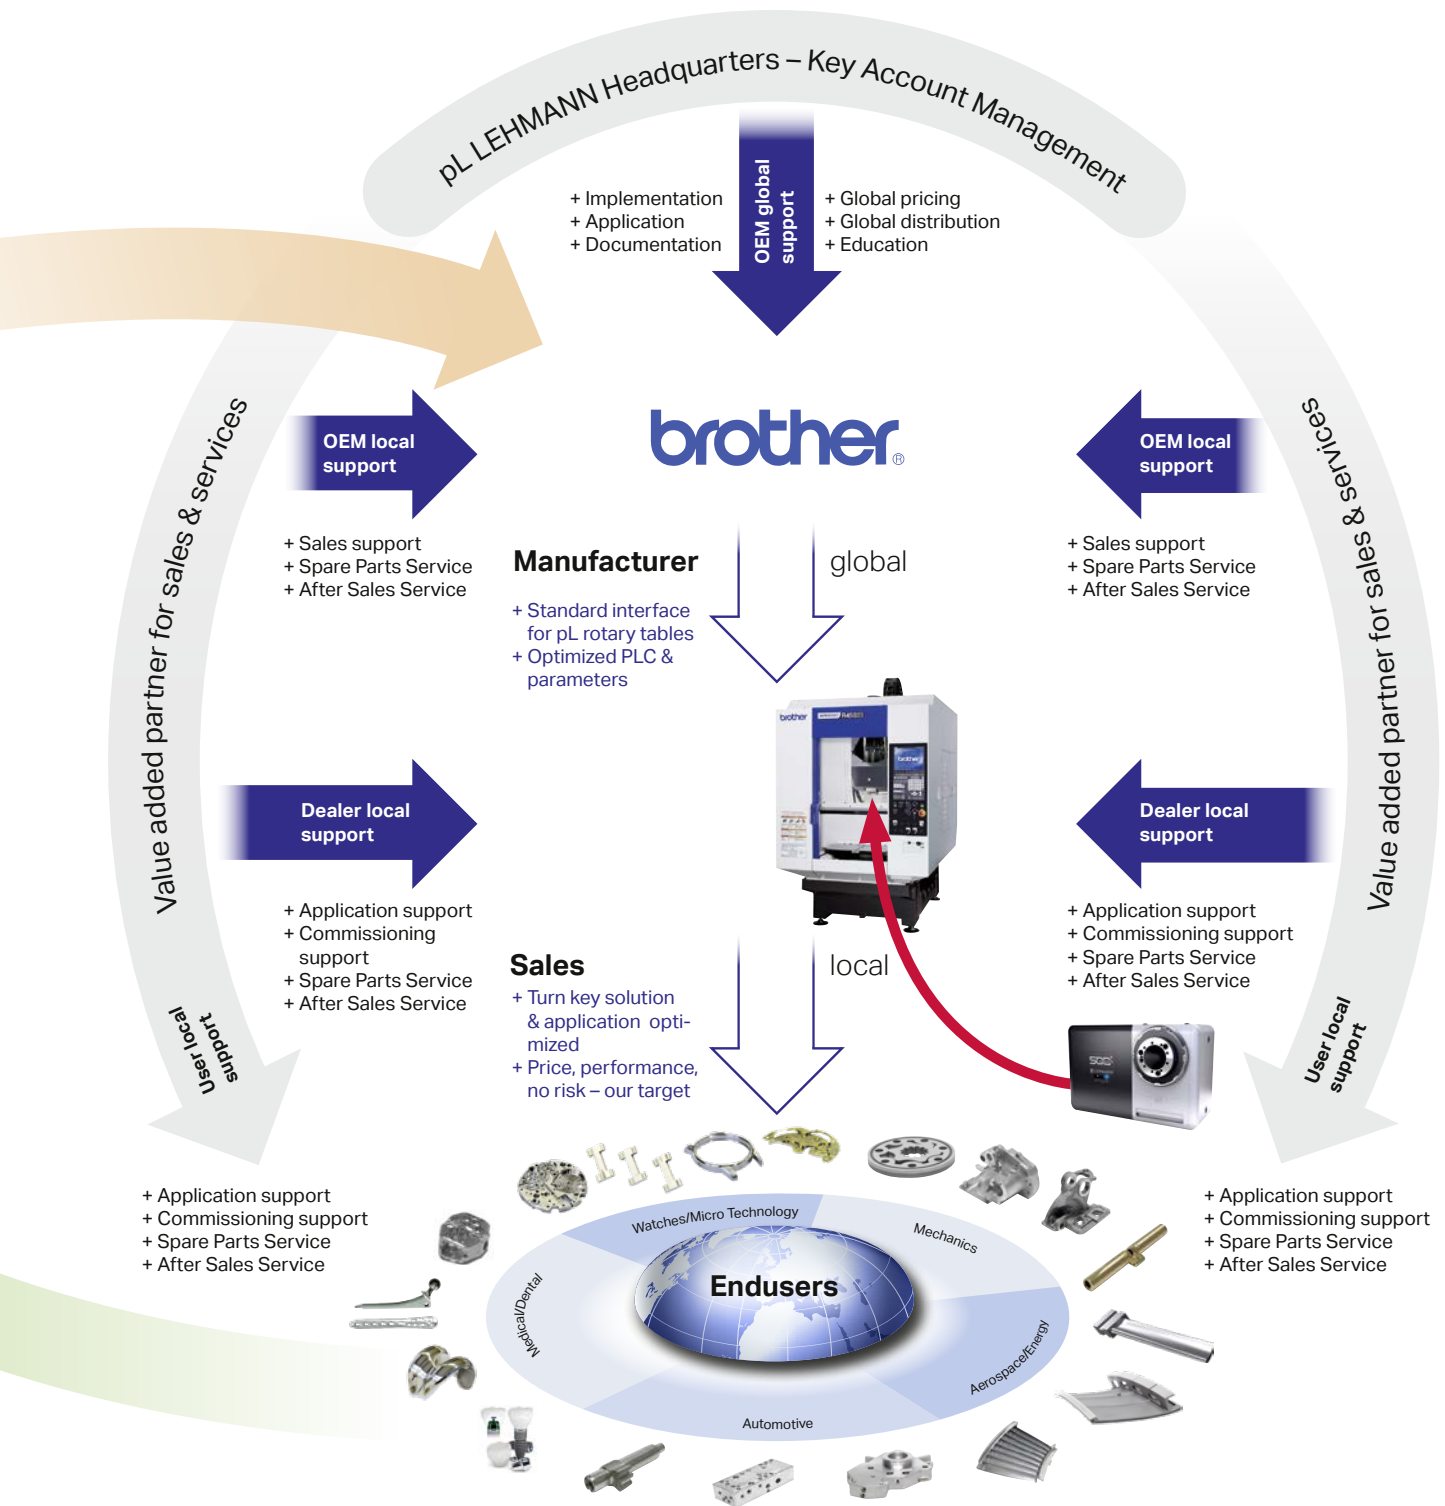 pL LEHMANN Headquarters – Key Account Management
+ Implementation
+ Application
+ Documentation
OEM global
support
+ Global pricing
+ Global distribution
+ Education
Value added partner for sales & services
Value added partner for sales & services
OEM local
support
brother®
OEM local
support
+ Sales support
+ Spare Parts Service
+ After Sales Service
Manufacturer
global
+ Standard interface
for pL rotary tables
+ Optimized PLC &
parameters
+ Sales support
+ Spare Parts Service
+ After Sales Service
brother
brother
Dealer local
support
Dealer local
support
+ Application support
+ Commissioning
support
+ Spare Parts Service
+ After Sales Service
Sales
local
+ Turn key solution
& application opti-
mized
+ Price, performance,
no risk – our target
+ Application support
+ Commissioning support
+ Spare Parts Service
+ After Sales Service
User local
support
User local
support
+ Application support
+ Commissioning support
+ Spare Parts Service
+ After Sales Service
+ Application support
+ Commissioning support
+ Spare Parts Service
+ After Sales Service
Watches/Micro Technology
Mechanics
Medical/Dental
Endusers
Aerospace/Energy
Automotive